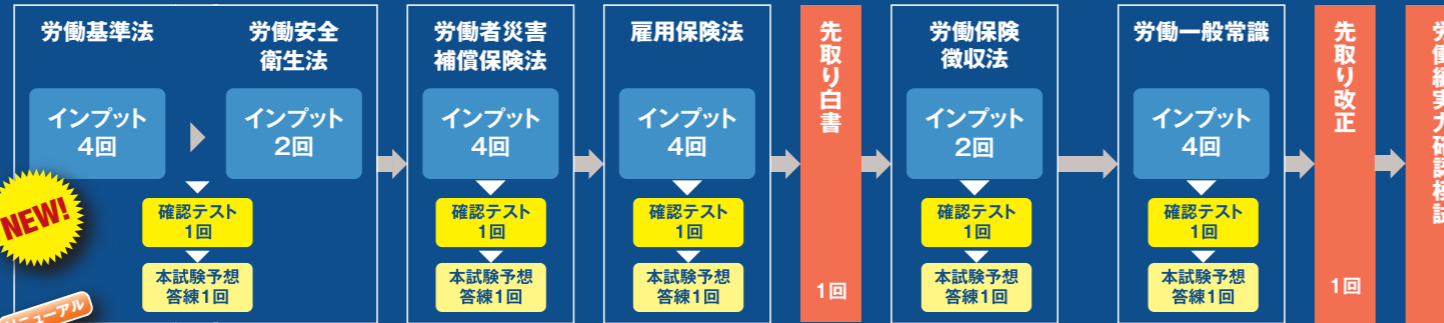 労働基準法
労働安全
衛生法
インプット
4回
インプット
2回
確認テスト
1回
本試験予想
答練1回
NEW!
労働者災害
補償保険法
インプット
4回
確認テスト
1回
本試験予想
答練1回
雇用保険法
インプット
4回
確認テスト
1回
本試験予想
答練1回
先取り白書
1回
労働保険
徴収法
インプット
2回
確認テスト
1回
本試験予想
答練1回
労働一般常識
インプット
4回
確認テスト
1回
本試験予想
答練1回
先取り改正
1回